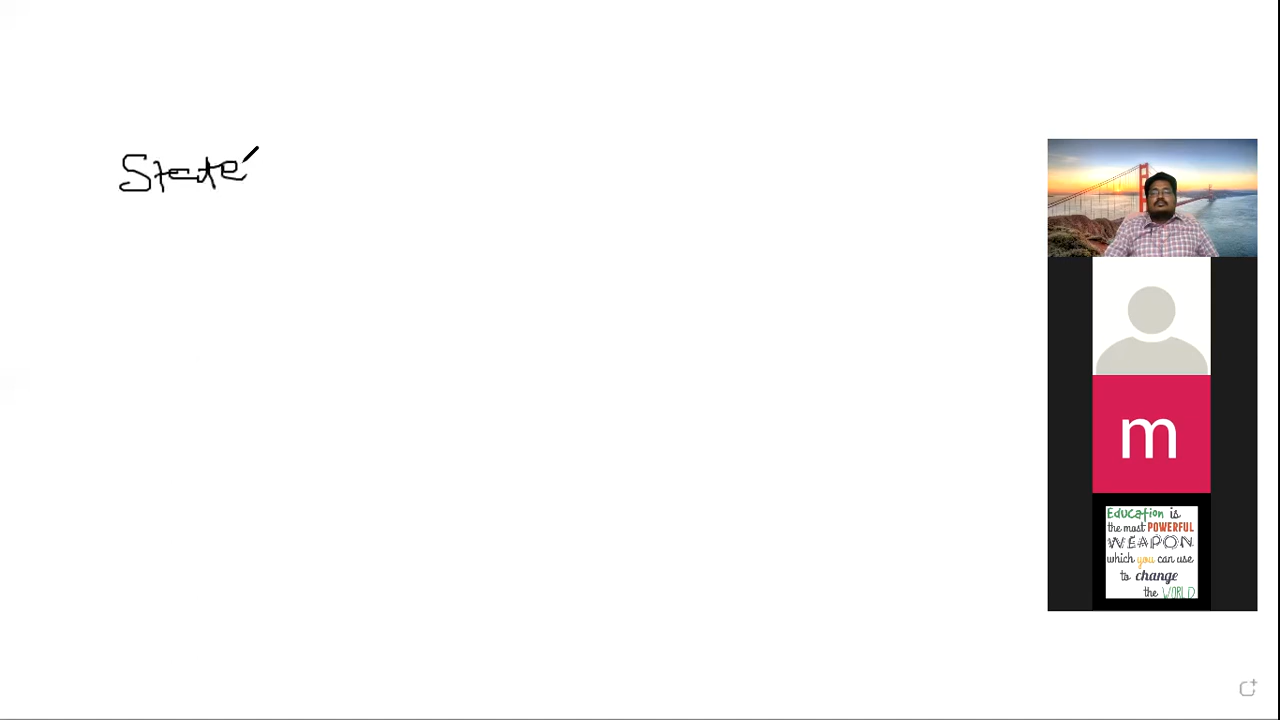 State
m
Education is
the most POWERFUL
WEAPON
which you can use
to change
the WORLD